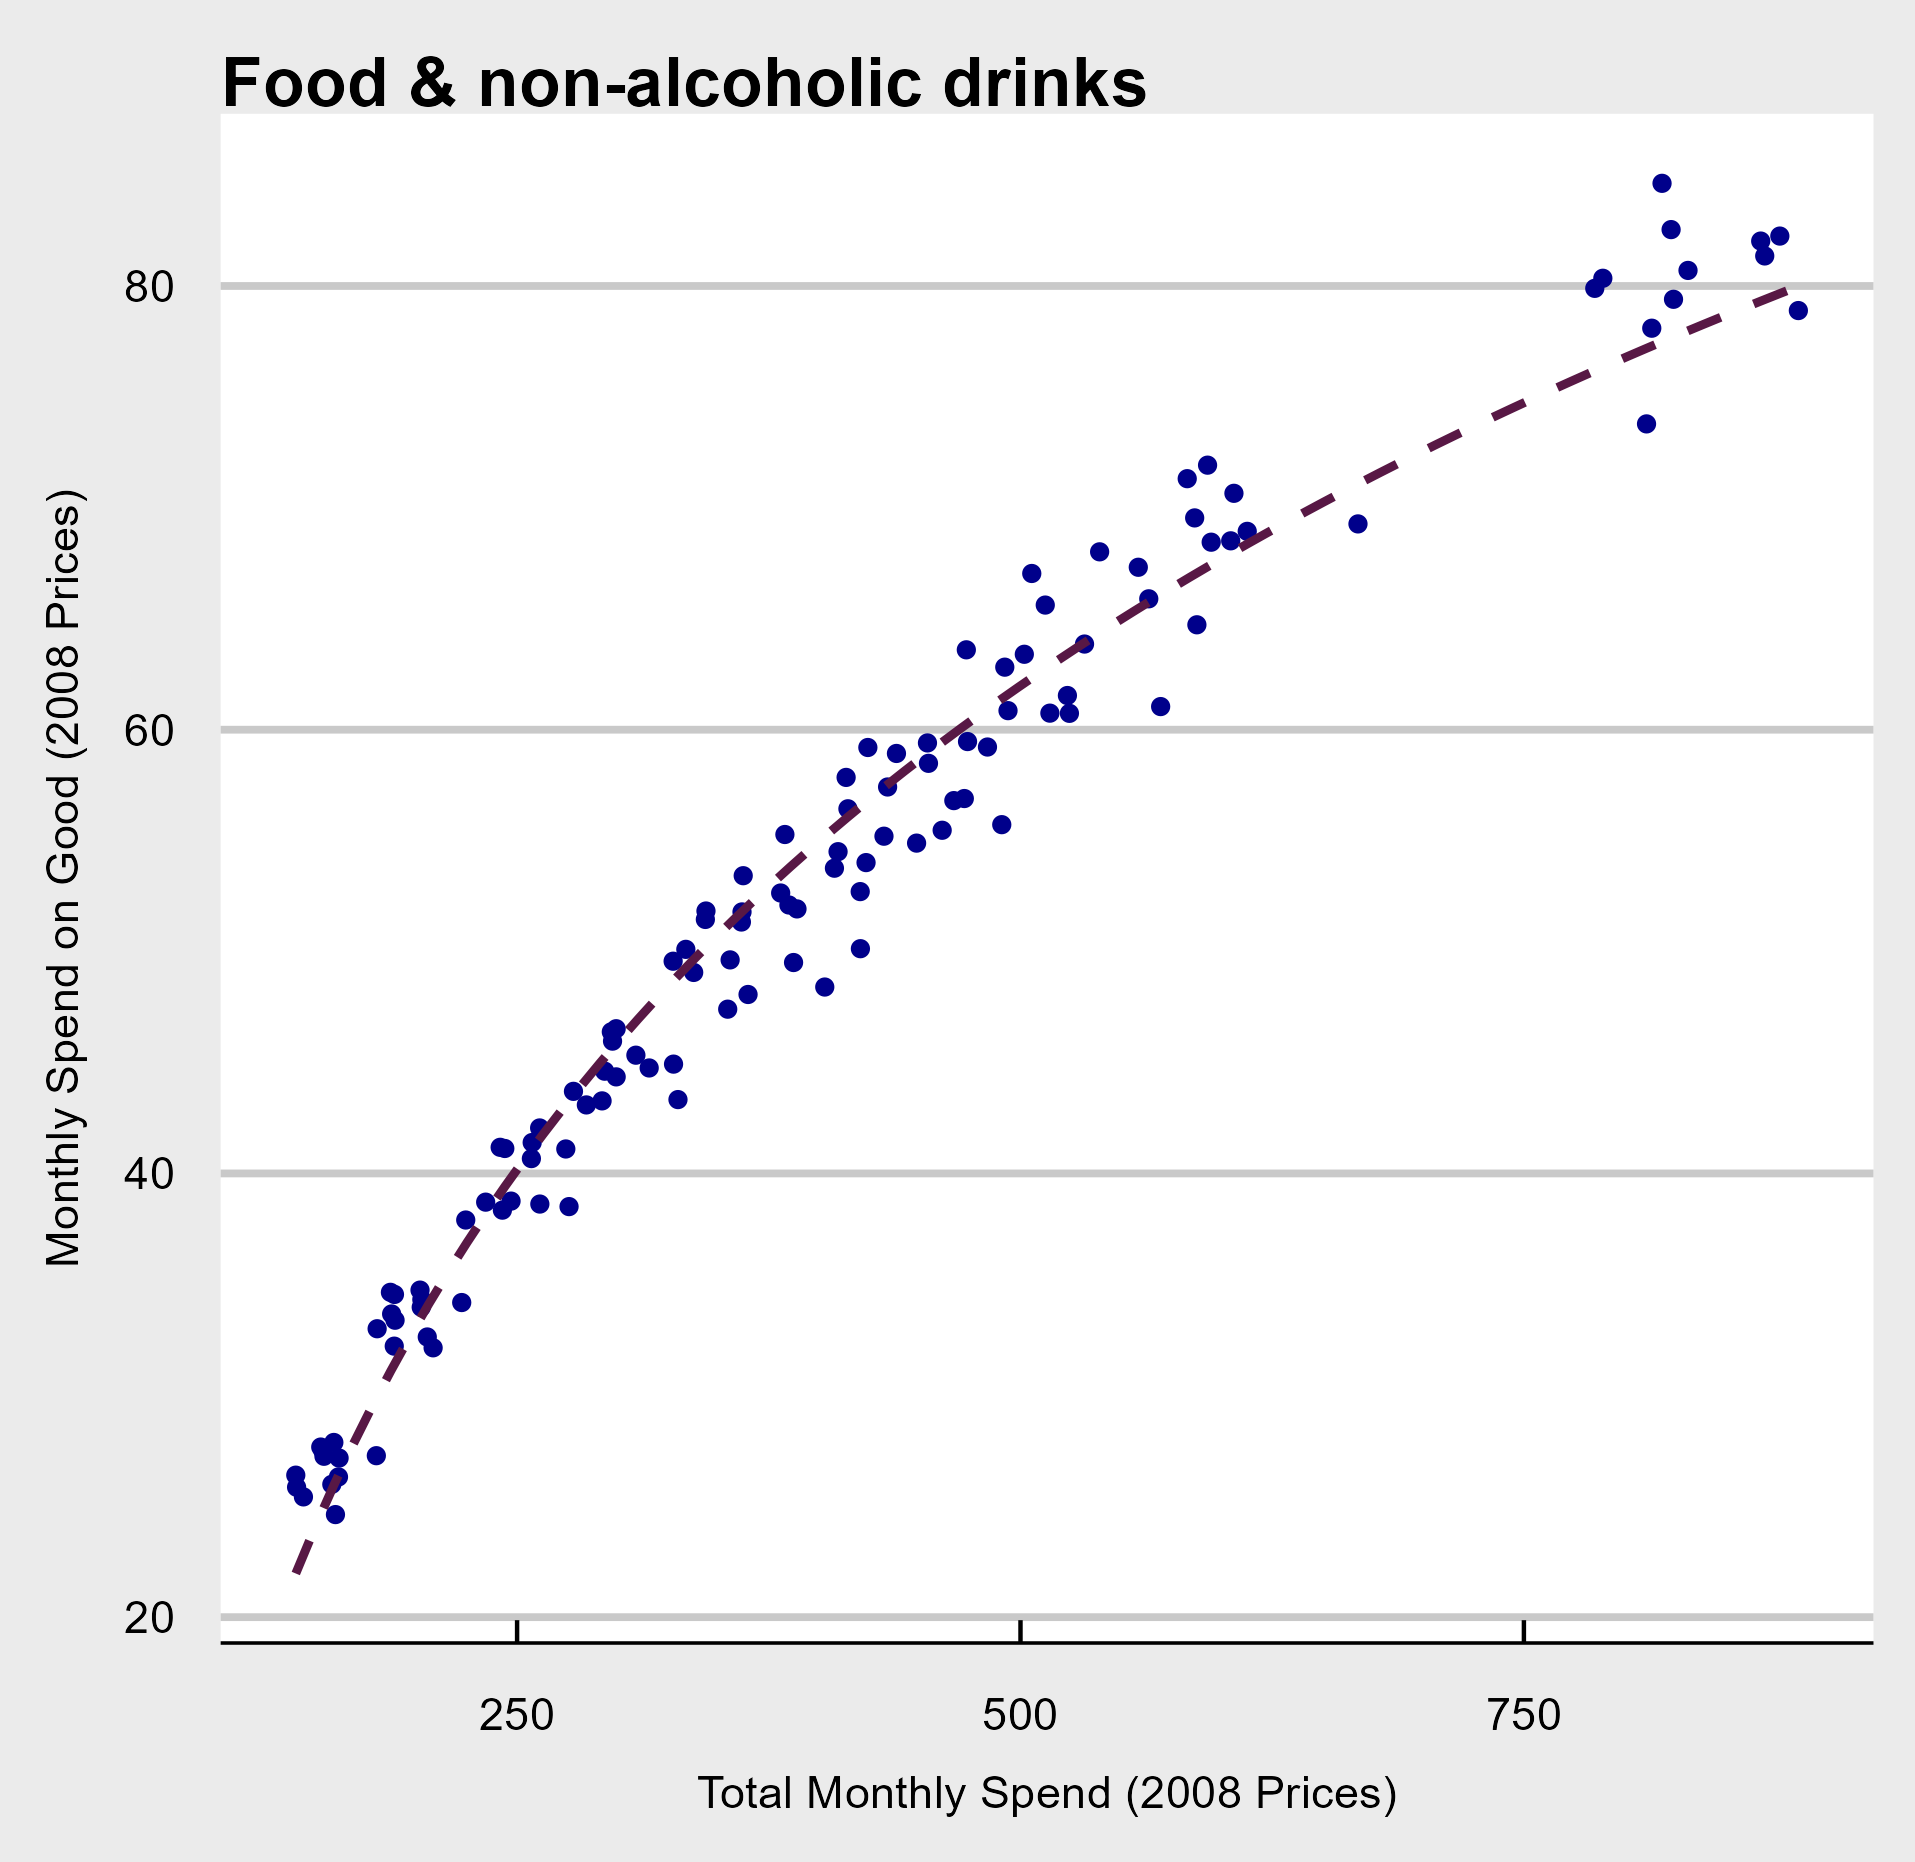 Food & non-alcoholic drinks
Monthly Spend on Good (2008 Prices)
80
60
40
20
250
500
750
Total Monthly Spend (2008 Prices)